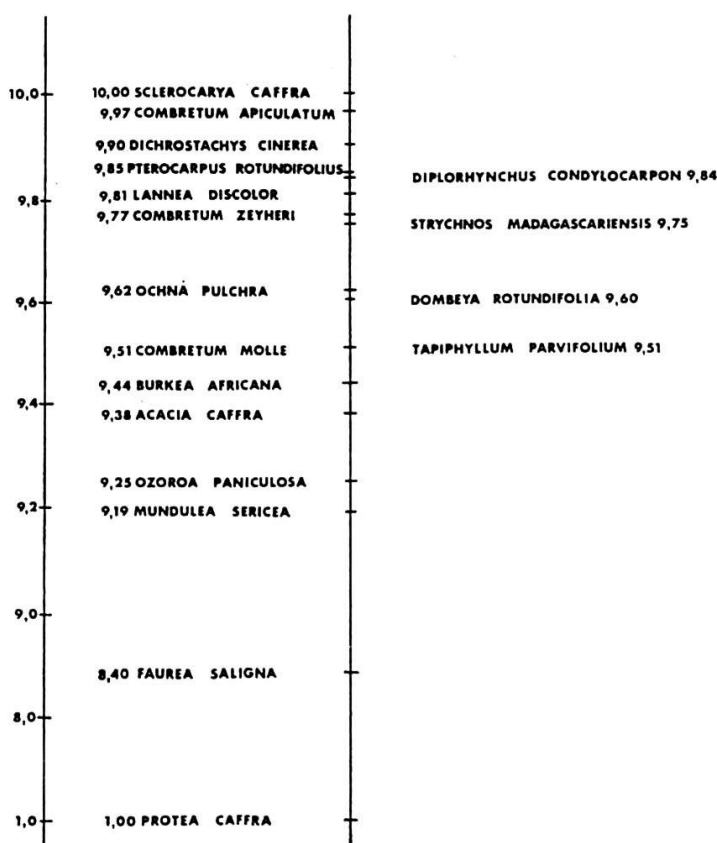 10,0 10,00 SCLEROCARYA CAFFRA
9,97 COMBRETUM APICULATUM
9,90 DICHROSTACHYS CINEREA
9,85 PTEROCARPUS ROTUNDIFOLIUS
DIPLORHYNCHUS CONDYLOCARPON 9,84
9,8 9,81 LANNEA DISCOLOR
9,77 COMBRETUM ZEYHERI
STRYCHNOS MADAGASCARIENSIS 9,75
9,62 OCHNA PULCHRA
9,6 DOMBEYA ROTUNDIFOLIA 9,60
9,51 COMBRETUM MOLLE TAPIPHYLLUM PARVIFOLIUM 9,51
9,44 BURKEA AFRICANA
9,4
9,38 ACACIA CAFFRA
9,25 OZOROA PANICULOSA
9,2
9,19 MUNDULEA SERICEA
9,0
8,40 FAUREA SALIGNA
8,0
1,0 1,00 PROTEA CAFFRA